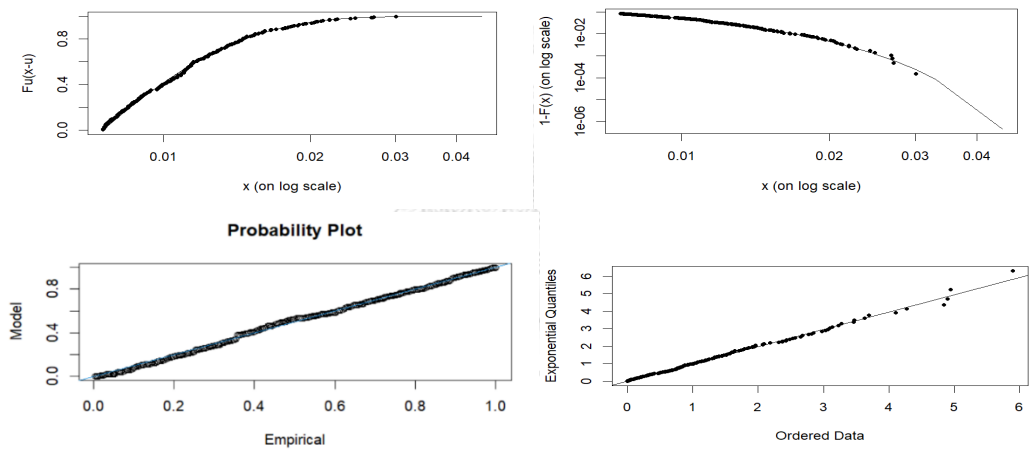 Fu(x-u)
0.8
0.4
0.0
0.01 0.02 0.03 0.04
x (on log scale)
1-F(x) (on log scale)
1e-02
1e-04
1e-06
0.01 0.02 0.03 0.04
x (on log scale)
Probability Plot
Model
0.8
0.4
0.0
0.0 0.2 0.4 0.6 0.8 1.0
Empirical
Exponential Quantiles
6
5
4
3
2
1
0
0 1 2 3 4 5 6
Ordered Data